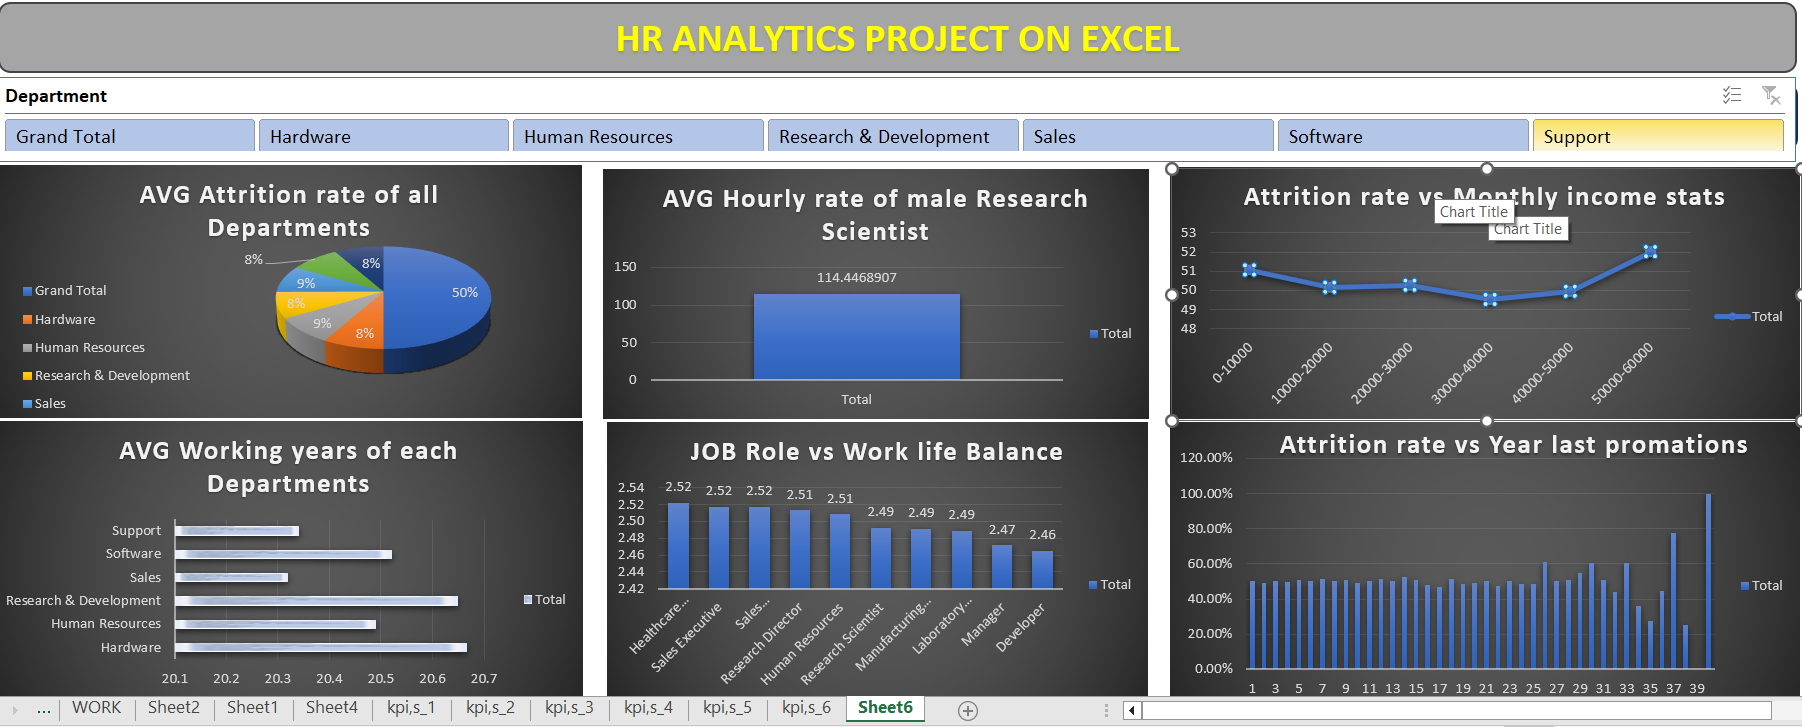 HR ANALYTICS PROJECT ON EXCEL
Department
Grand Total
Hardware
Human Resources
Research & Development
Sales
Software
Support
AVG Attrition rate of all
Departments
8%
8%
9%
8%
9%
8%
50%
Grand Total
Hardware
Human Resources
Research & Development
Sales
AVG Hourly rate of male Research
Scientist
150
100
50
0
114.4468907
Total
Total
Attrition rate vs Monthly income stats
Chart Title
Chart Title
53
52
51
50
49
48
0-10000
10000-20000
20000-30000
30000-40000
40000-50000
50000-60000
Total
AVG Working years of each
Departments
Support
Software
Sales
Research & Development
Human Resources
Hardware
20.1 20.2 20.3 20.4 20.5 20.6 20.7
Total
JOB Role vs Work life Balance
2.54
2.52
2.50
2.48
2.46
2.44
2.42
2.52 2.52 2.52 2.51 2.51 2.49 2.49 2.49 2.47 2.46
Healthcare...
Sales Executive
Sales...
Research Director
Human Resources
Research Scientist
Manufacturing...
Laboratory...
Manager
Developer
Total
Attrition rate vs Year last promations
120.00%
100.00%
80.00%
60.00%
40.00%
20.00%
0.00%
1 3 5 7 9 11 13 15 17 19 21 23 25 27 29 31 33 35 37 39
Total
... WORK Sheet2 Sheet1 Sheet4 kpi,s_1 kpi,s_2 kpi,s_3 kpi,s_4 kpi,s_5 kpi,s_6 Sheet6